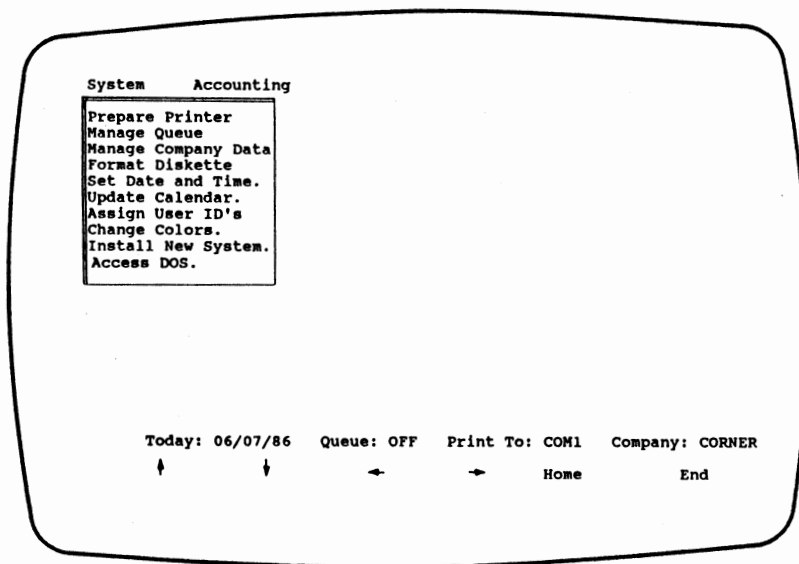 System Accounting
Prepare Printer
Manage Queue
Manage Company Data
Format Diskette
Set Date and Time.
Update Calendar.
Assign User ID's
Change Colors.
Install New System.
Access DOS.
Today: 06/07/86 Queue: OFF Print To: COM1 Company: CORNER
↑ ↓ ← → Home End